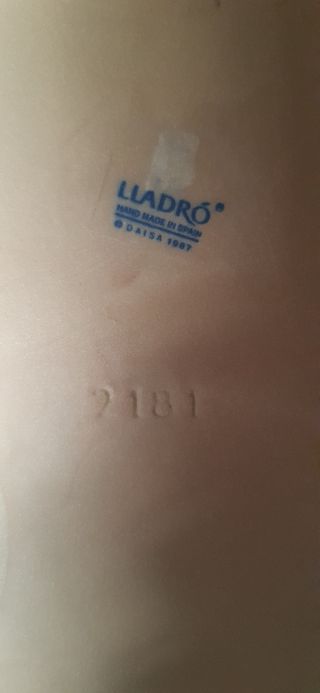 LLADRÓ®
HAND MADE IN SPAIN
© DAISA 1987
2181